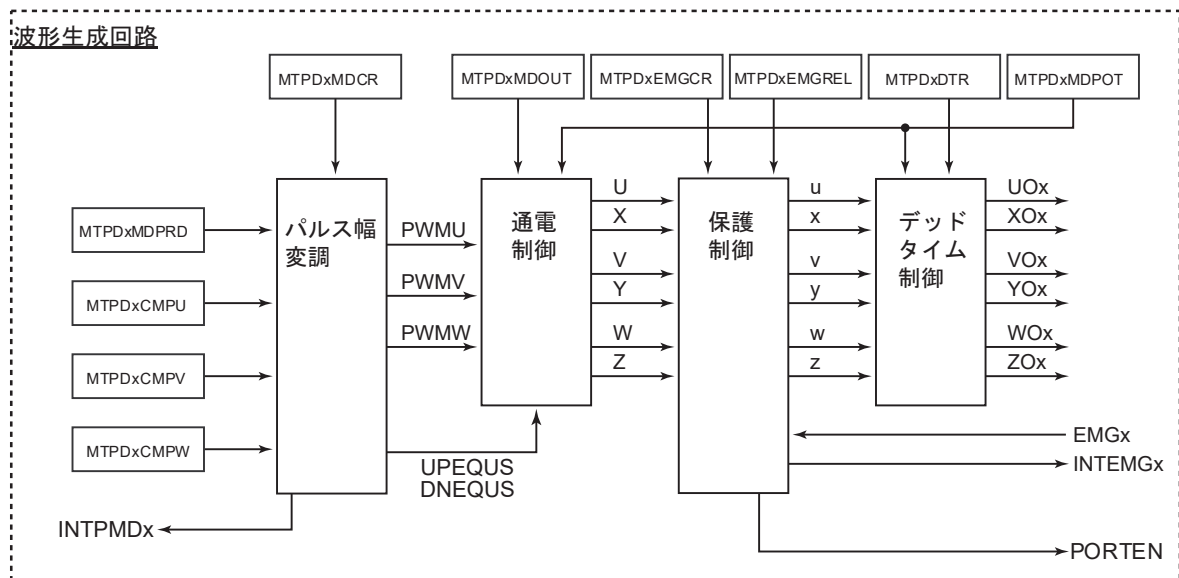 波形生成回路
MTPDxMDCR
MTPDxMDOUT
MTPDxEMGCR
MTPDxEMGREL
MTPDxDTR
MTPDxMDPOT
MTPDxMDPRD
MTPDxCMPU
MTPDxCMPV
MTPDxCMPW
パルス幅
変調
PWMU
PWMV
PWMW
UPEQUS
DNEQUS
INTPMDx
通電
制御
U
X
V
Y
W
Z
保護
制御
u
x
v
y
w
z
デッド
タイム
制御
UOx
XOx
VOx
YOx
WOx
ZOx
EMGx
INTEMGx
PORTEN